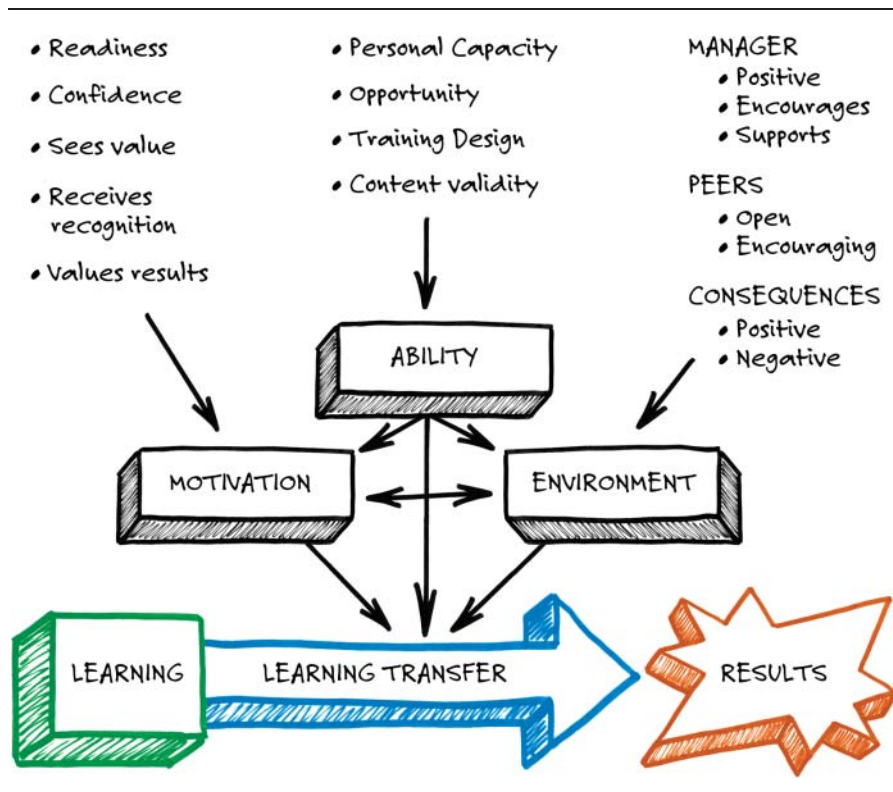 • Readiness
• Confidence
• Sees value
• Receives
recognition
• Values results
• Personal Capacity
• Opportunity
• Training Design
• Content validity
MANAGER
• Positive
• Encourages
• Supports
PEERS
• Open
• Encouraging
CONSEQUENCES
• Positive
• Negative
ABILITY
MOTIVATION
ENVIRONMENT
LEARNING
LEARNING TRANSFER
RESULTS